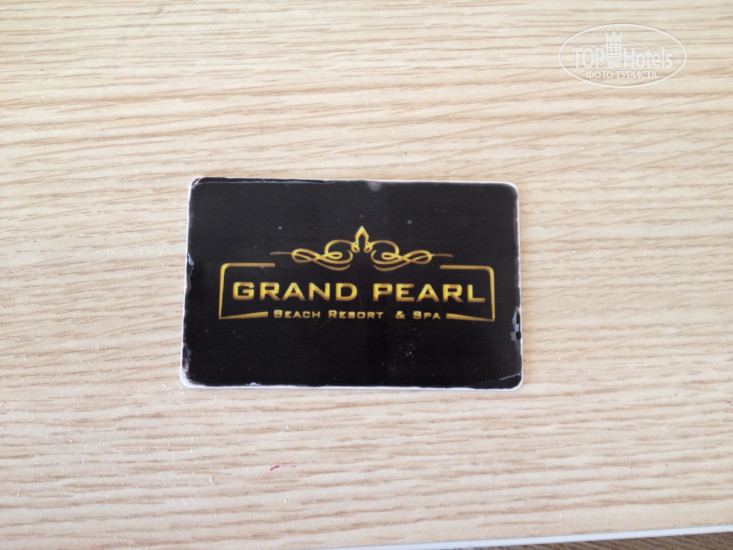 TOP Hotels
ФОТО ТУРИСТА
GRAND PEARL
BEACH RESORT & SPA